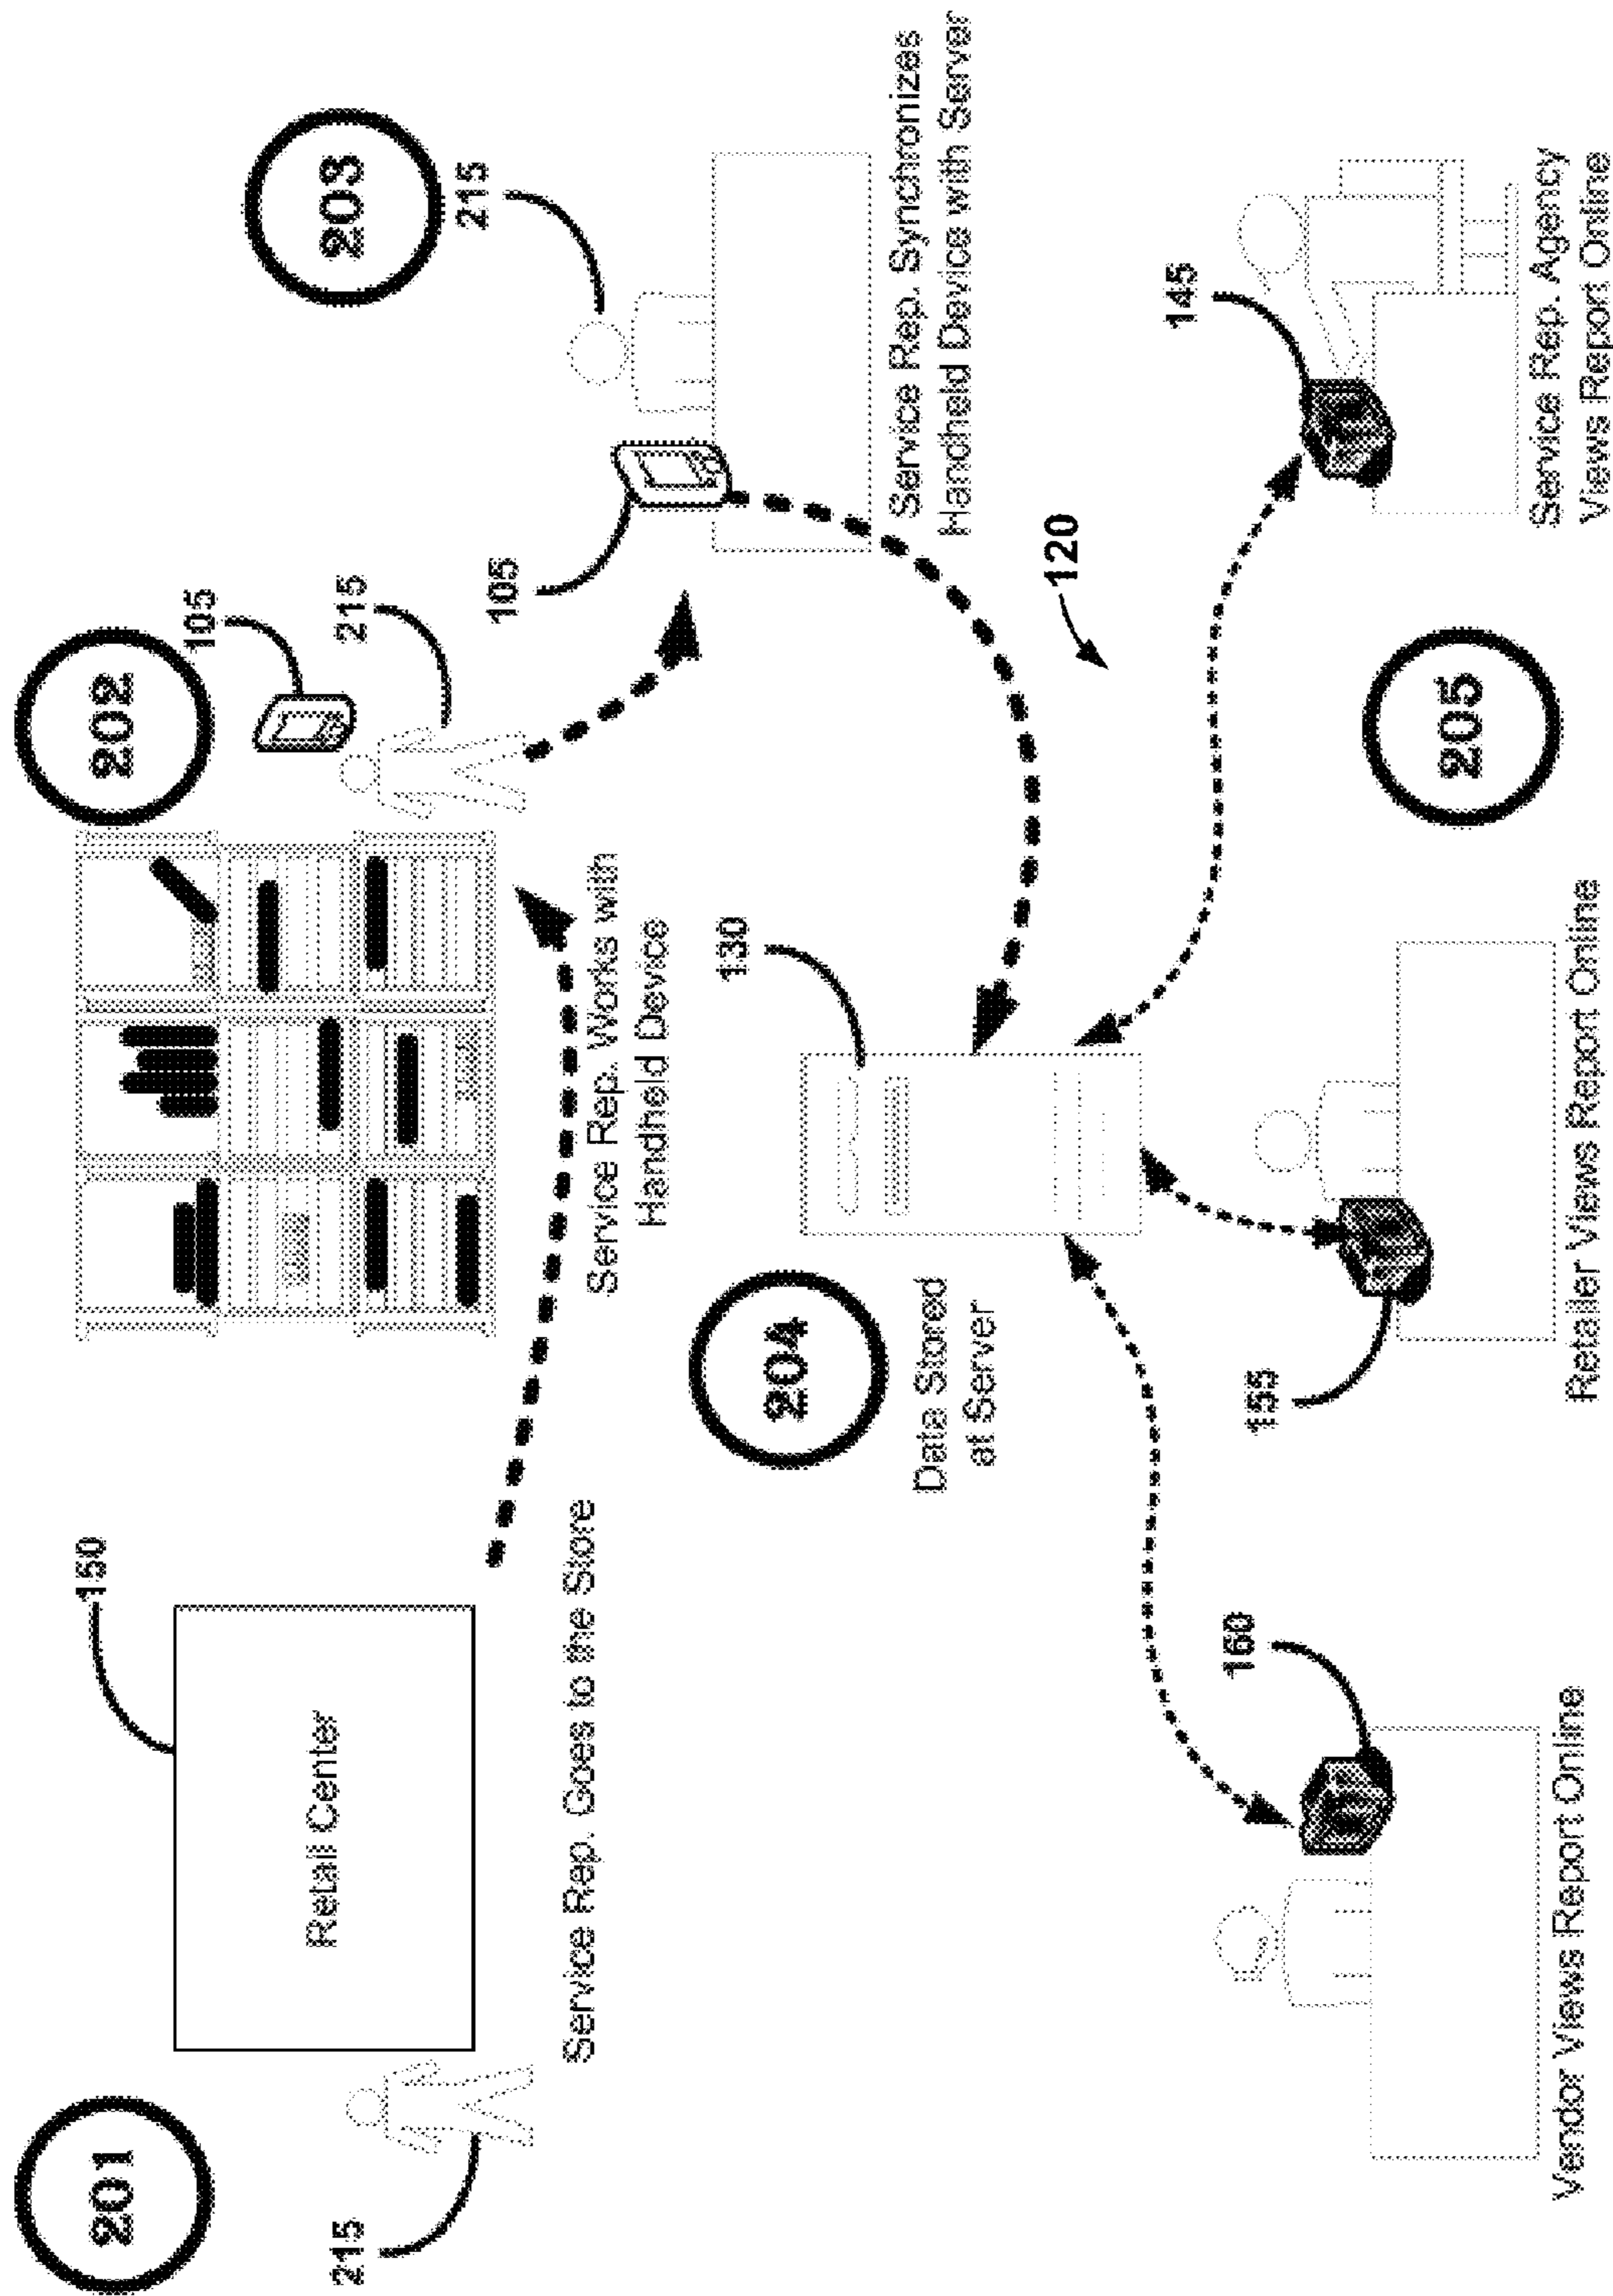 201
215
150
Retail Center
Service Rep. Goes to the Store
202
105
215
Service Rep. Works with
Handheld Device
203
215
105
Service Rep. Synchronizes
Handheld Device with Server
204
Data Stored
at Server
130
120
205
160
Vendor Views Report Online
155
Retailer Views Report Online
145
Service Rep. Agency
Views Report Online